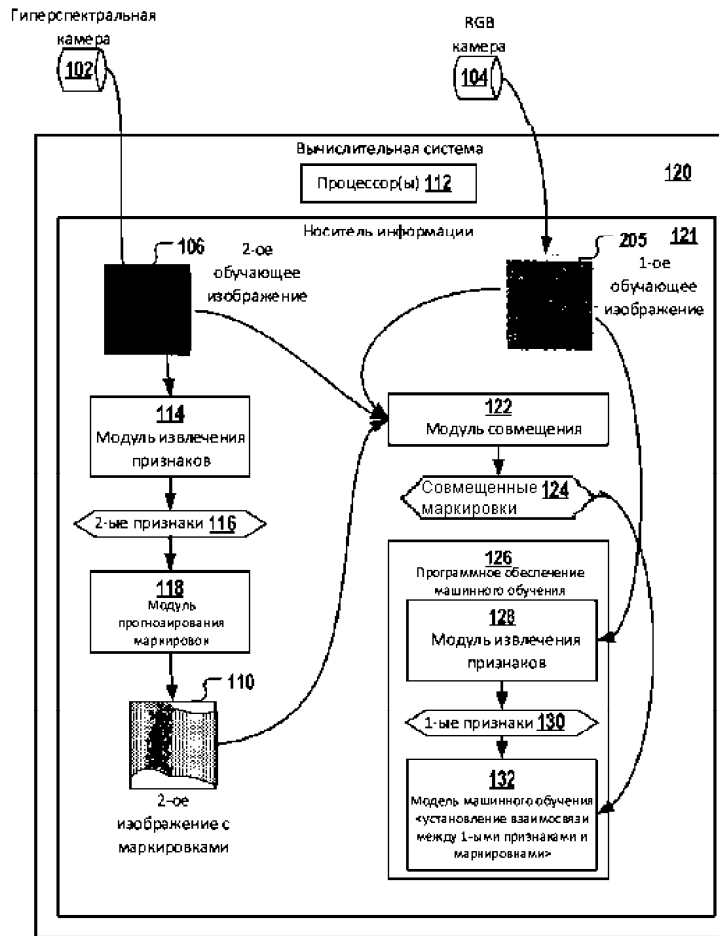 Гиперспектральная
камера
102
RGB
камера
104
Вычислительная система
120
Процессор(ы) 112
Носитель информации
121
106
2-ое
обучающее
изображение
205
1-ое
обучающее
изображение
114
Модуль извлечения
признаков
2-ые признаки 116
118
Модуль
прогнозирования
маркировок
110
2-ое
изображение с
маркировками
122
Модуль совмещения
Совмещенные 124
маркировки
126
Программное обеспечение
машинного обучения
128
Модуль извлечения
признаков
1-ые признаки 130
132
Модель машинного обучения
<установление взаимосвязи
между 1-ыми признаками и
маркировками>